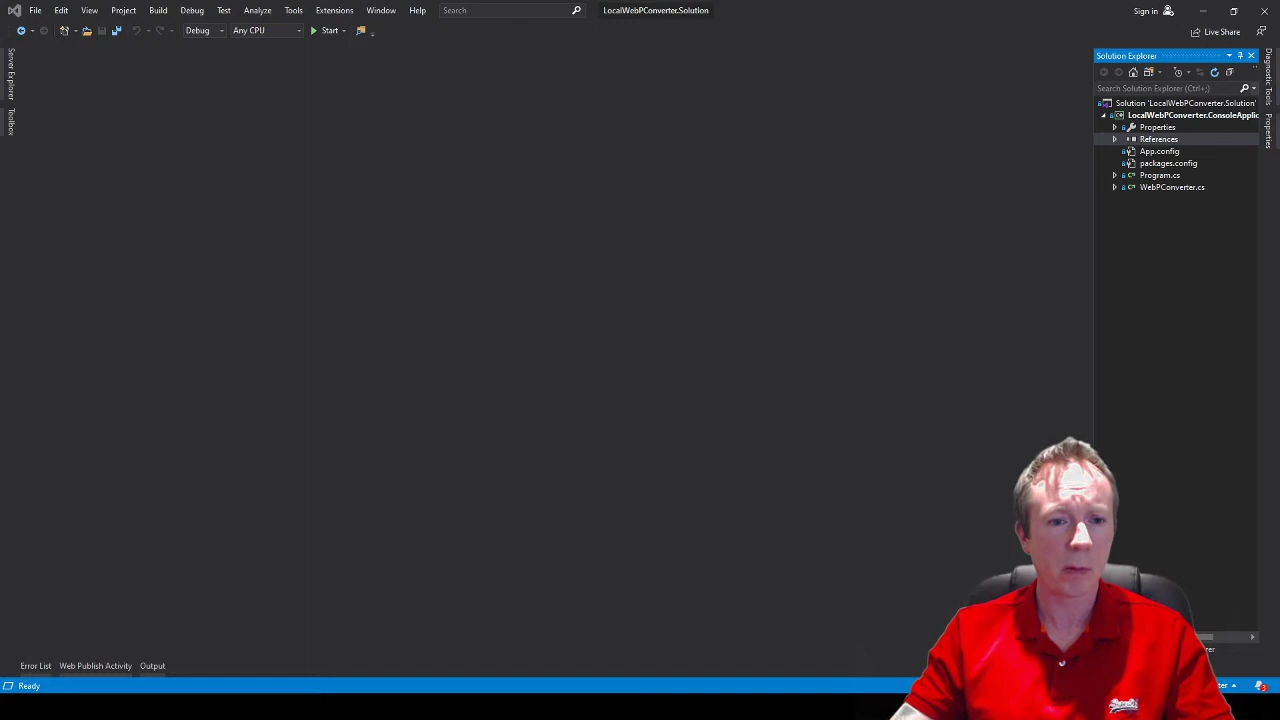 File Edit View Project Build Debug Test Analyze Tools Extensions Window Help Search LocalWebPConverter.Solution Sign in
Debug Any CPU Start Live Share
Server Explorer
Toolbox
Solution Explorer
Search Solution Explorer (Ctrl+;)
Solution 'LocalWebPConverter.Solution'
LocalWebPConverter.ConsoleApplic
Properties
References
App.config
packages.config
Program.cs
WebPConverter.cs
Diagnostic Tools
Properties
Error List Web Publish Activity Output
Ready
3